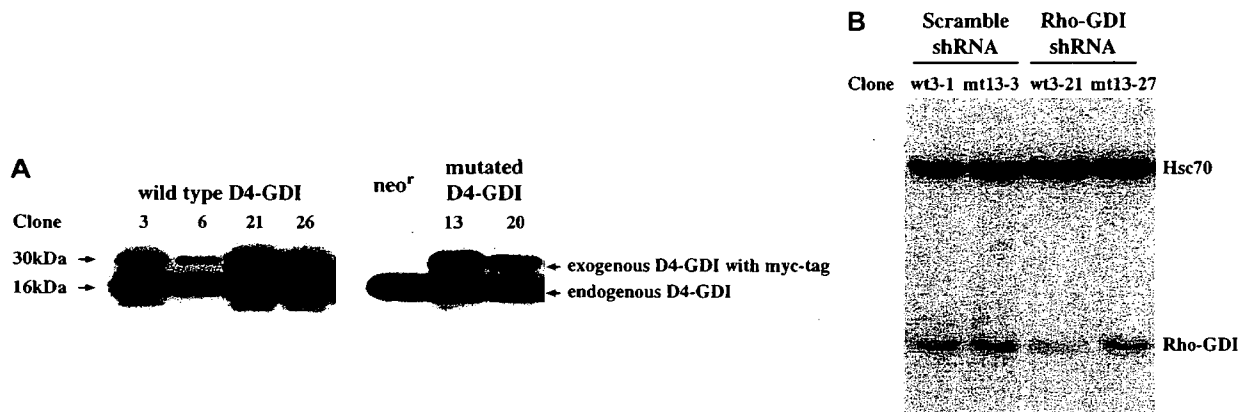 A
wild type D4-GDI
neoʳ
mutated
D4-GDI
Clone
3 6 21 26
13 20
30kDa
16kDa
exogenous D4-GDI with myc-tag
endogenous D4-GDI
B
Scramble
shRNA
Rho-GDI
shRNA
Clone wt3-1 mt13-3 wt3-21 mt13-27
Hsc70
Rho-GDI